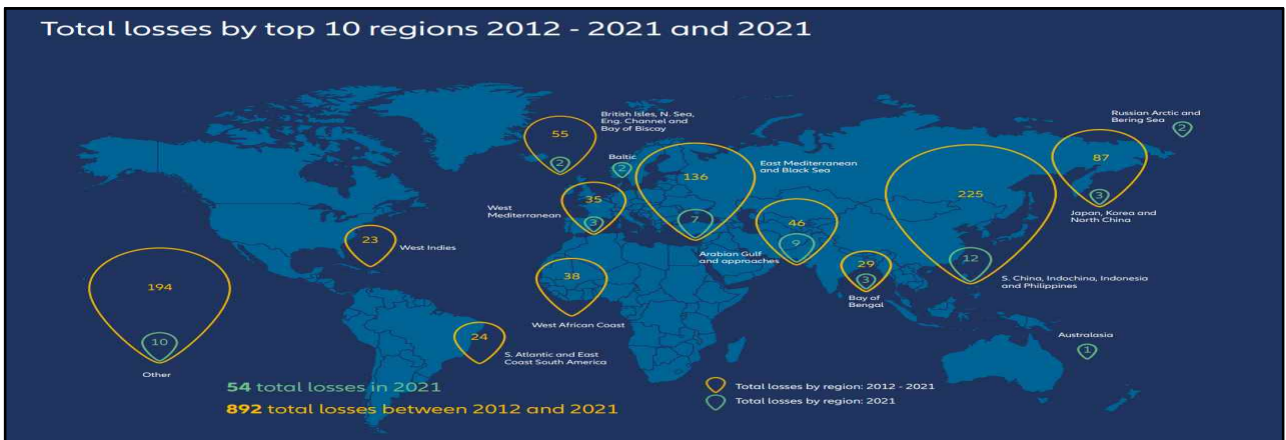 Total losses by top 10 regions 2012 - 2021 and 2021
British Isles, N. Sea,
Eng. Channel and
Bay of Biscay
55
2
Baltic
2
Russian Arctic and
Bering Sea
2
East Mediterranean
and Black Sea
136
7
87
3
Japan, Korea and
North China
West
Mediterranean
35
3
225
12
S. China, Indochina, Indonesia
and Philippines
46
9
Arabian Gulf
and approaches
23
West Indies
29
3
Bay of
Bengal
38
West African Coast
194
10
Other
24
S. Atlantic and East
Coast South America
Australasia
1
54 total losses in 2021
892 total losses between 2012 and 2021
Total losses by region: 2012 - 2021
Total losses by region: 2021